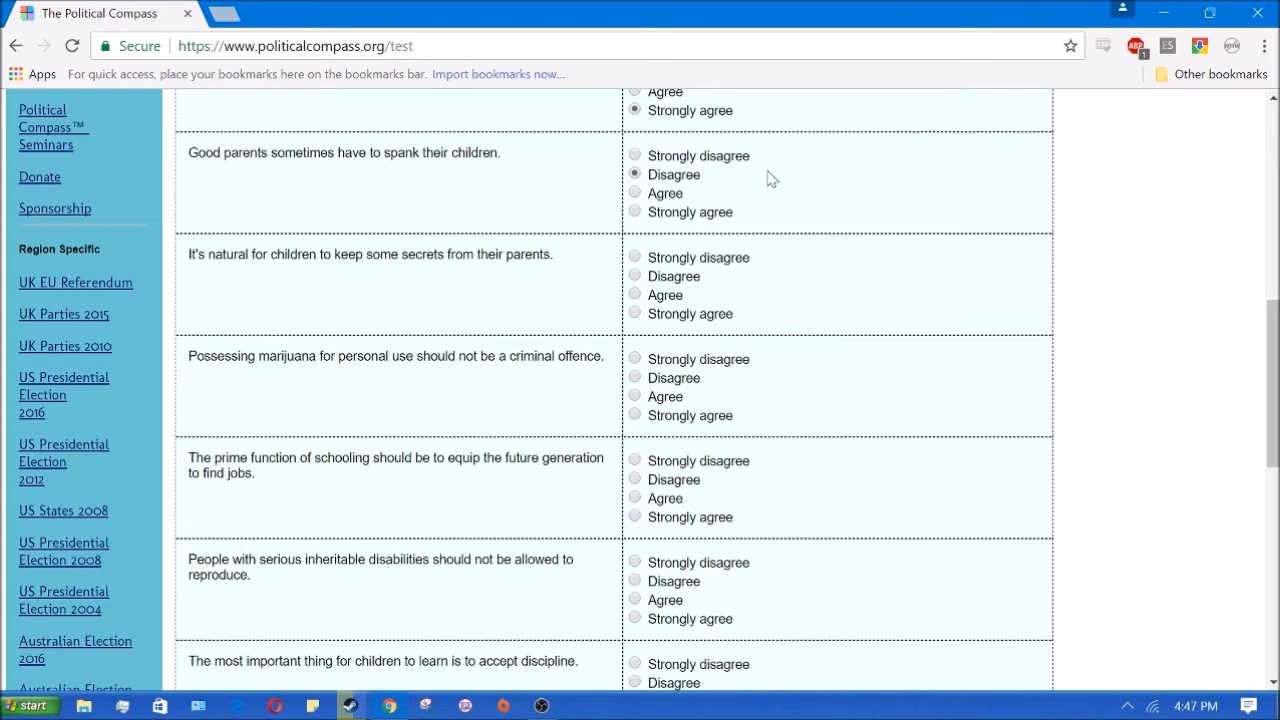 The Political Compass
Secure https://www.politicalcompass.org/test
ABP
1
ES
Apps For quick access, place your bookmarks here on the bookmarks bar. Import bookmarks now... Other bookmarks
Political
Compass™
Seminars
Donate
Sponsorship
Region Specific
UK EU Referendum
UK Parties 2015
UK Parties 2010
US Presidential
Election
2016
US Presidential
Election
2012
US States 2008
US Presidential
Election 2008
US Presidential
Election 2004
Australian Election
2016
Australian Election
Agree
Strongly agree
Good parents sometimes have to spank their children.
Strongly disagree
Disagree
Agree
Strongly agree
It's natural for children to keep some secrets from their parents.
Strongly disagree
Disagree
Agree
Strongly agree
Possessing marijuana for personal use should not be a criminal offence.
Strongly disagree
Disagree
Agree
Strongly agree
The prime function of schooling should be to equip the future generation
to find jobs.
Strongly disagree
Disagree
Agree
Strongly agree
People with serious inheritable disabilities should not be allowed to
reproduce.
Strongly disagree
Disagree
Agree
Strongly agree
The most important thing for children to learn is to accept discipline.
Strongly disagree
Disagree
start
4:47 PM